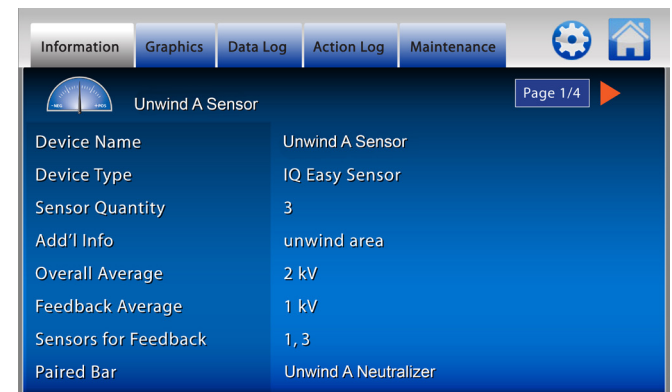 Information Graphics Data Log Action Log Maintenance
Unwind A Sensor Page 1/4
-NEG +POS
Device Name Unwind A Sensor
Device Type IQ Easy Sensor
Sensor Quantity 3
Add'l Info unwind area
Overall Average 2 kV
Feedback Average 1 kV
Sensors for Feedback 1, 3
Paired Bar Unwind A Neutralizer